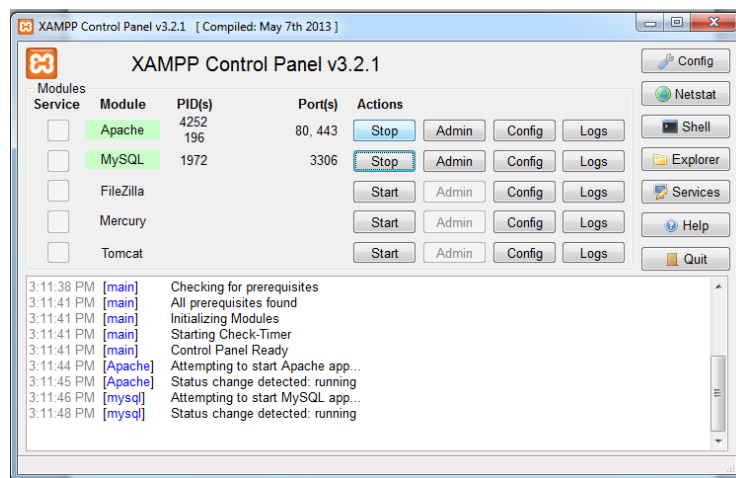 XAMPP Control Panel v3.2.1 [ Compiled: May 7th 2013 ]
XAMPP Control Panel v3.2.1
Config
Modules
Service Module PID(s) Port(s) Actions
Netstat
Apache 4252 196 80, 443 Stop Admin Config Logs
Shell
MySQL 1972 3306 Stop Admin Config Logs
Explorer
FileZilla Start Admin Config Logs
Services
Mercury Start Admin Config Logs
Help
Tomcat Start Admin Config Logs
Quit
3:11:38 PM [main] Checking for prerequisites
3:11:41 PM [main] All prerequisites found
3:11:41 PM [main] Initializing Modules
3:11:41 PM [main] Starting Check-Timer
3:11:41 PM [main] Control Panel Ready
3:11:44 PM [Apache] Attempting to start Apache app...
3:11:45 PM [Apache] Status change detected: running
3:11:46 PM [mysql] Attempting to start MySQL app...
3:11:48 PM [mysql] Status change detected: running